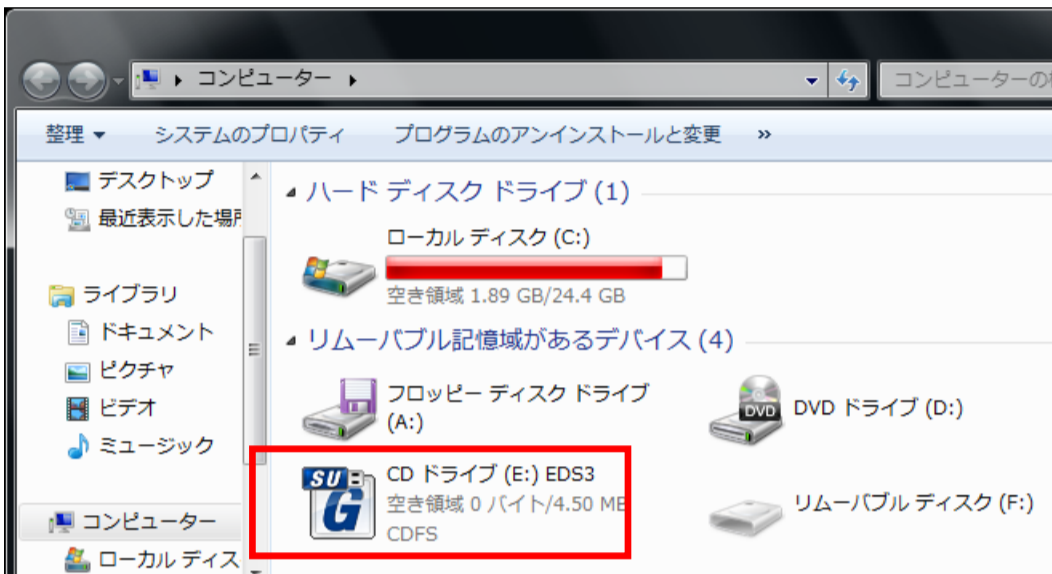 コンピューター
コンピューターの
整理
システムのプロパティ
プログラムのアンインストールと変更
»
デスクトップ
最近表示した場所
ライブラリ
ドキュメント
ピクチャ
ビデオ
ミュージック
コンピューター
ローカル ディス
ハード ディスク ドライブ (1)
ローカル ディスク (C:)
空き領域 1.89 GB/24.4 GB
リムーバブル記憶域があるデバイス (4)
フロッピー ディスク ドライブ
(A:)
DVD
DVD ドライブ (D:)
SUB
G
CD ドライブ (E:) EDS3
空き領域 0 バイト/4.50 MB
CDFS
リムーバブル ディスク (F:)